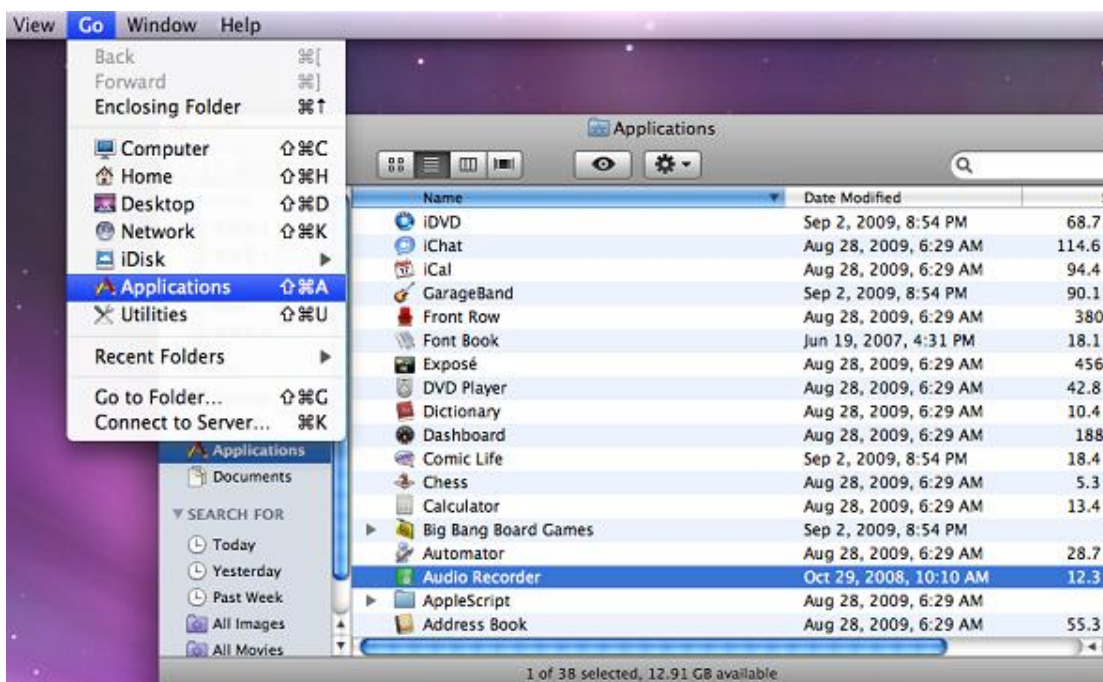 View Go Window Help
Back ⌘[
Forward ⌘]
Enclosing Folder ⌘↑
Computer ⇧⌘C
Home ⇧⌘H
Desktop ⇧⌘D
Network ⇧⌘K
iDisk
Applications ⇧⌘A
Utilities ⇧⌘U
Recent Folders
Go to Folder... ⇧⌘G
Connect to Server... ⌘K
Applications
Documents
SEARCH FOR
Today
Yesterday
Past Week
All Images
All Movies
Applications
Name Date Modified
iDVD Sep 2, 2009, 8:54 PM 68.7
iChat Aug 28, 2009, 6:29 AM 114.6
iCal Aug 28, 2009, 6:29 AM 94.4
GarageBand Sep 2, 2009, 8:54 PM 90.1
Front Row Aug 28, 2009, 6:29 AM 380
Font Book Jun 19, 2007, 4:31 PM 18.1
Exposé Aug 28, 2009, 6:29 AM 456
DVD Player Aug 28, 2009, 6:29 AM 42.8
Dictionary Aug 28, 2009, 6:29 AM 10.4
Dashboard Aug 28, 2009, 6:29 AM 188
Comic Life Sep 2, 2009, 8:54 PM 18.4
Chess Aug 28, 2009, 6:29 AM 5.3
Calculator Aug 28, 2009, 6:29 AM 13.4
Big Bang Board Games Sep 2, 2009, 8:54 PM
Automator Aug 28, 2009, 6:29 AM 28.7
Audio Recorder Oct 29, 2008, 10:10 AM 12.3
AppleScript Aug 28, 2009, 6:29 AM
Address Book Aug 28, 2009, 6:29 AM 55.3
1 of 38 selected, 12.91 GB available